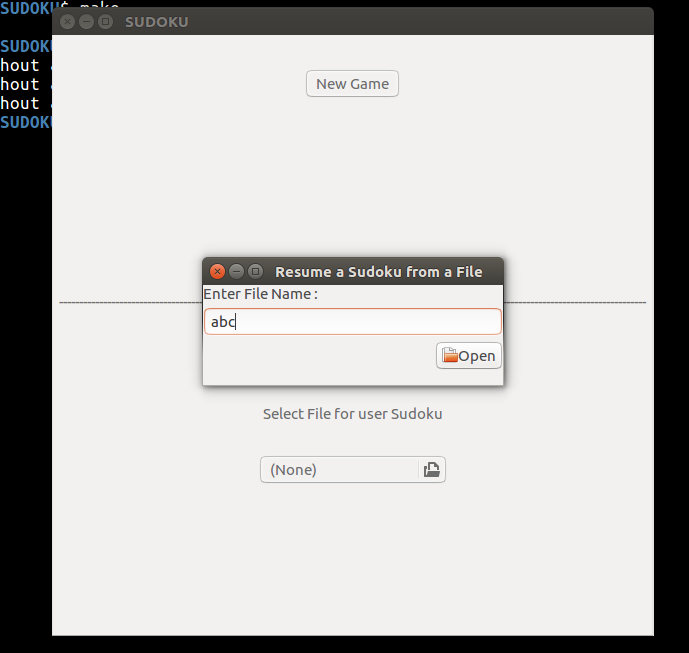 SUDOKU$ make
SUDOKU
SUDOKU
hout
hout
hout
SUDOKU
New Game
Resume a Sudoku from a File
Enter File Name :
abc
Open
Select File for user Sudoku
(None)